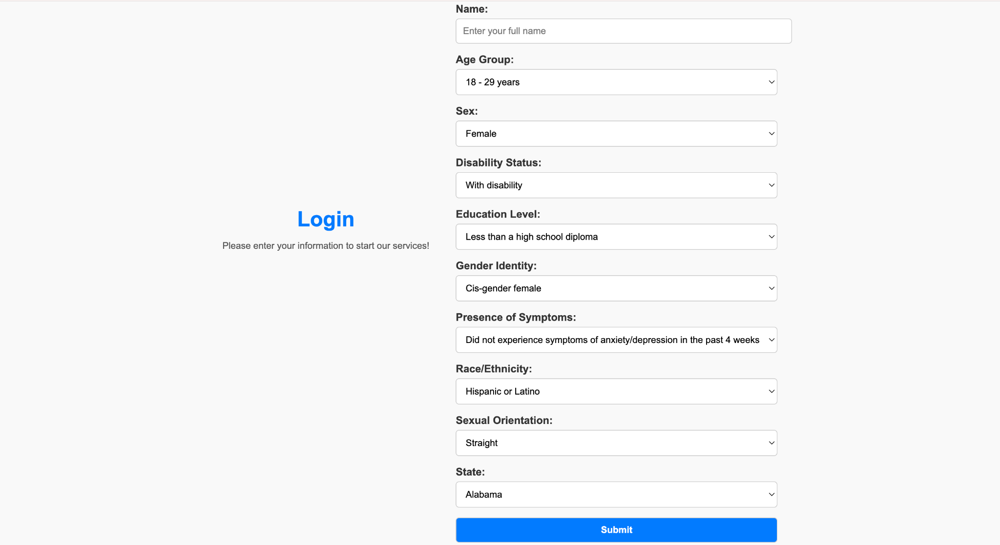 Login
Please enter your information to start our services!
Name:
Enter your full name
Age Group:
18 - 29 years
Sex:
Female
Disability Status:
With disability
Education Level:
Less than a high school diploma
Gender Identity:
Cis-gender female
Presence of Symptoms:
Did not experience symptoms of anxiety/depression in the past 4 weeks
Race/Ethnicity:
Hispanic or Latino
Sexual Orientation:
Straight
State:
Alabama
Submit